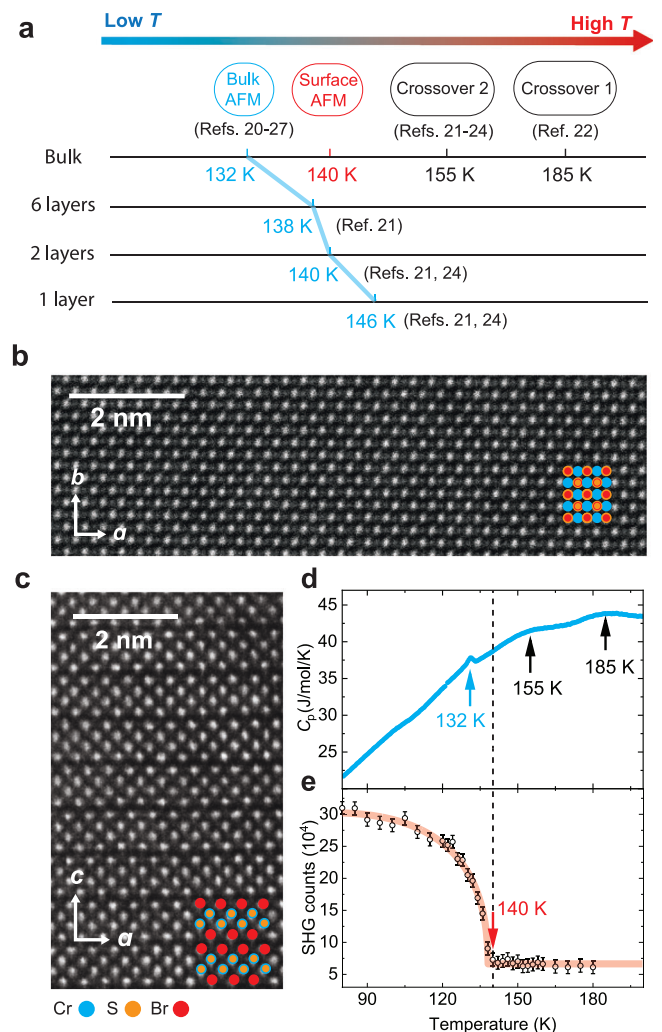 a
Low T
High T
Bulk
AFM
Surface
AFM
Crossover 2
Crossover 1
(Refs. 20-27)
(Refs. 21-24)
(Ref. 22)
Bulk
132 K
140 K
155 K
185 K
6 layers
138 K
(Ref. 21)
2 layers
140 K
(Refs. 21, 24)
1 layer
146 K
(Refs. 21, 24)
b
2 nm
b
a
c
2 nm
c
a
Cr
S
Br
d
45
40
35
30
25
Cp(J/mol/K)
132 K
155 K
185 K
e
30
25
20
15
10
5
SHG counts (10⁴)
140 K
90
120
150
180
Temperature (K)